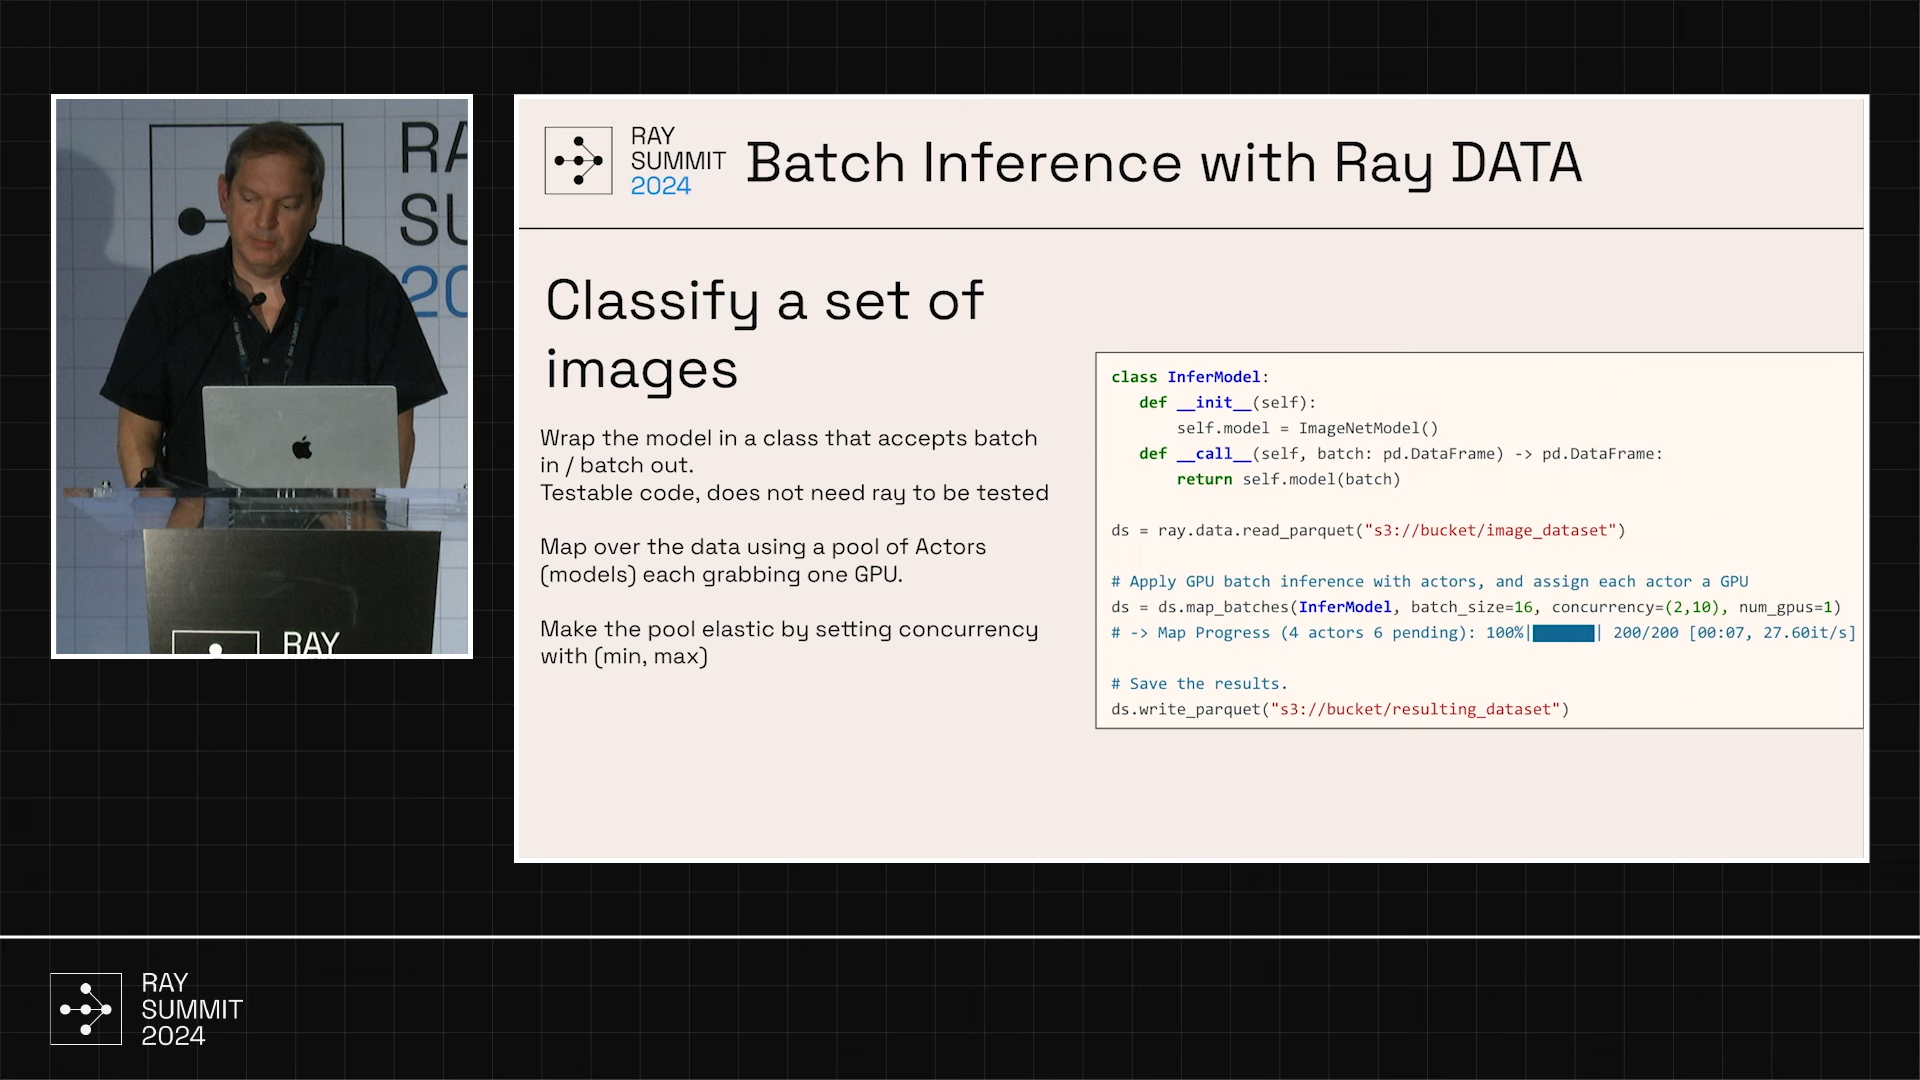 RA
SU
20
RAY
RAY
SUMMIT
2024
Batch Inference with Ray DATA
Classify a set of
images
Wrap the model in a class that accepts batch
in / batch out.
Testable code, does not need ray to be tested
Map over the data using a pool of Actors
(models) each grabbing one GPU.
Make the pool elastic by setting concurrency
with (min, max)
class InferModel:
def __init__(self):
self.model = ImageNetModel()
def __call__(self, batch: pd.DataFrame) -> pd.DataFrame:
return self.model(batch)
ds = ray.data.read_parquet("s3://bucket/image_dataset")
# Apply GPU batch inference with actors, and assign each actor a GPU
ds = ds.map_batches(InferModel, batch_size=16, concurrency=(2,10), num_gpus=1)
# -> Map Progress (4 actors 6 pending): 100%|██████| 200/200 [00:07, 27.60it/s]
# Save the results.
ds.write_parquet("s3://bucket/resulting_dataset")
RAY
SUMMIT
2024